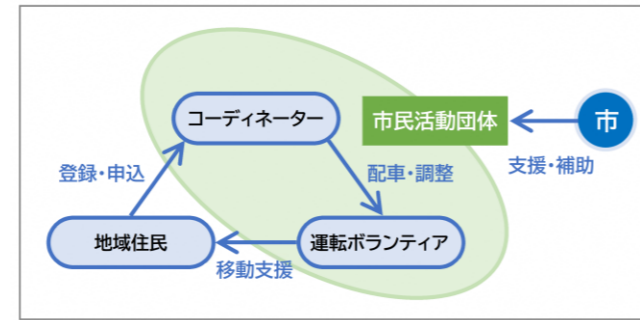 コーディネーター
市民活動団体
市
登録・申込
配車・調整
支援・補助
地域住民
運転ボランティア
移動支援